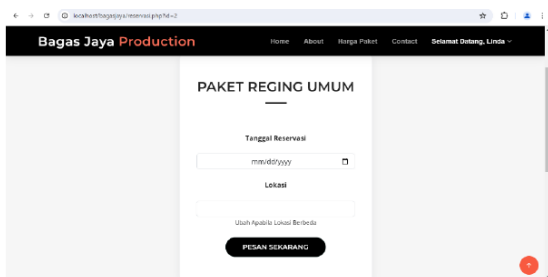 localhost/bagasjaya/reservasi.php?id=2
Bagas Jaya Production Home About Harga Paket Contact Selamat Datang, Linda
PAKET REGING UMUM
Tanggal Reservasi
mm/dd/yyyy
Lokasi
Ubah Apabila Lokasi Berbeda
PESAN SEKARANG